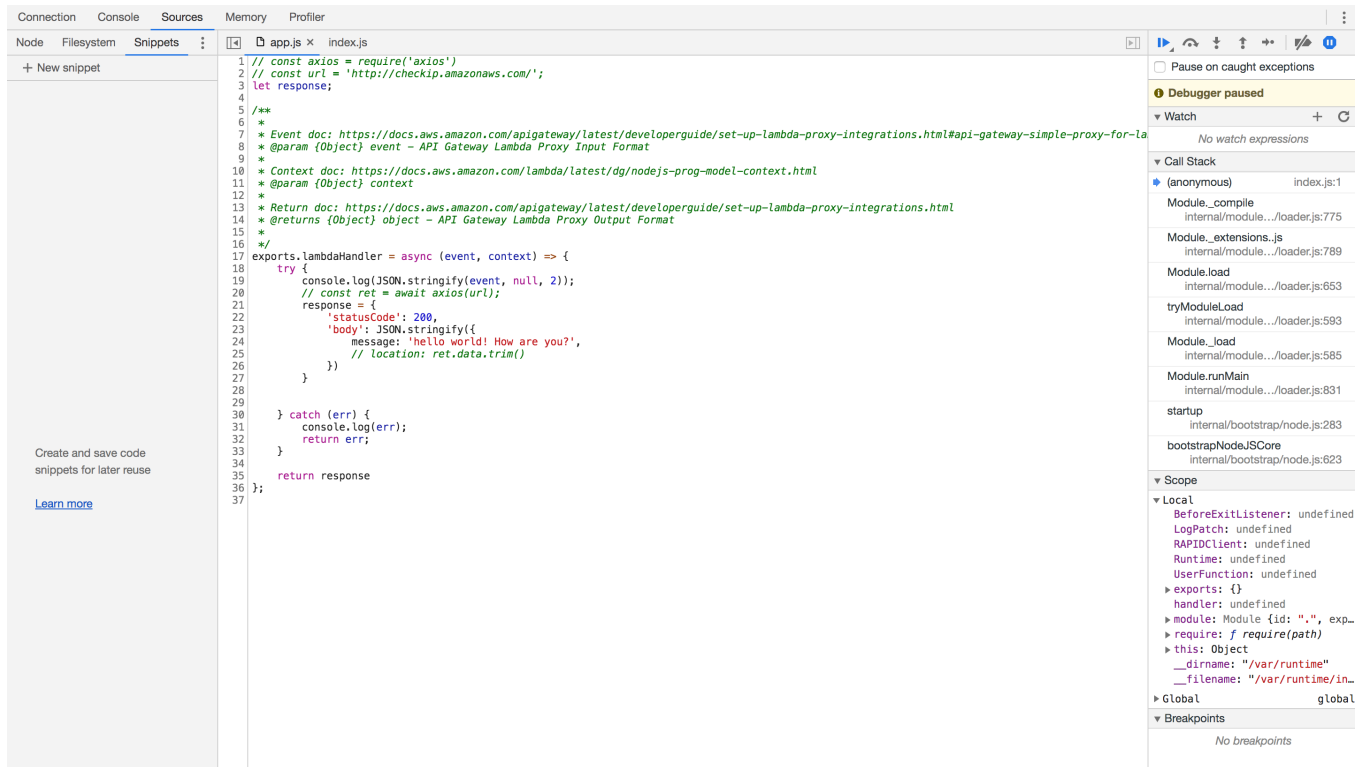 Connection Console Sources Memory Profiler
Node Filesystem Snippets
+ New snippet
Create and save code
snippets for later reuse
Learn more
app.js × index.js
1 // const axios = require('axios')
2 // const url = 'http://checkip.amazonaws.com/';
3 let response;
4
5 /**
6  *
7  * Event doc: https://docs.aws.amazon.com/apigateway/latest/developerguide/set-up-lambda-proxy-integrations.html#api-gateway-simple-proxy-for-la
8  * @param {Object} event - API Gateway Lambda Proxy Input Format
9  *
10  * Context doc: https://docs.aws.amazon.com/lambda/latest/dg/nodejs-prog-model-context.html
11  * @param {Object} context
12  *
13  * Return doc: https://docs.aws.amazon.com/apigateway/latest/developerguide/set-up-lambda-proxy-integrations.html
14  * @returns {Object} object - API Gateway Lambda Proxy Output Format
15  *
16  */
17 exports.lambdaHandler = async (event, context) => {
18     try {
19         console.log(JSON.stringify(event, null, 2));
20         // const ret = await axios(url);
21         response = {
22             'statusCode': 200,
23             'body': JSON.stringify({
24                 message: 'hello world! How are you?',
25                 // location: ret.data.trim()
26             })
27         }
28
29
30     } catch (err) {
31         console.log(err);
32         return err;
33     }
34
35     return response
36 };
37
Pause on caught exceptions
Debugger paused
Watch
No watch expressions
Call Stack
(anonymous) index.js:1
Module._compile
internal/module…/loader.js:775
Module._extensions..js
internal/module…/loader.js:789
Module.load
internal/module…/loader.js:653
tryModuleLoad
internal/module…/loader.js:593
Module._load
internal/module…/loader.js:585
Module.runMain
internal/module…/loader.js:831
startup
internal/bootstrap/node.js:283
bootstrapNodeJSCore
internal/bootstrap/node.js:623
Scope
Local
BeforeExitListener: undefined
LogPatch: undefined
RAPIDClient: undefined
Runtime: undefined
UserFunction: undefined
exports: {}
handler: undefined
module: Module {id: ".", exp…
require: ƒ require(path)
this: Object
__dirname: "/var/runtime"
__filename: "/var/runtime/in…
Global global
Breakpoints
No breakpoints